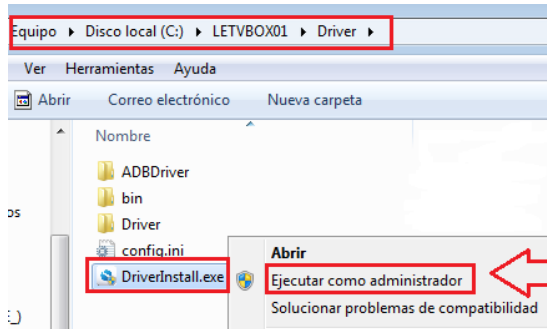 Equipo ▸ Disco local (C:) ▸ LETVBOX01 ▸ Driver ▸
Ver Herramientas Ayuda
Abrir Correo electrónico Nueva carpeta
Nombre
ADBDriver
bin
Driver
config.ini
Abrir
DriverInstall.exe
Ejecutar como administrador
Solucionar problemas de compatibilidad